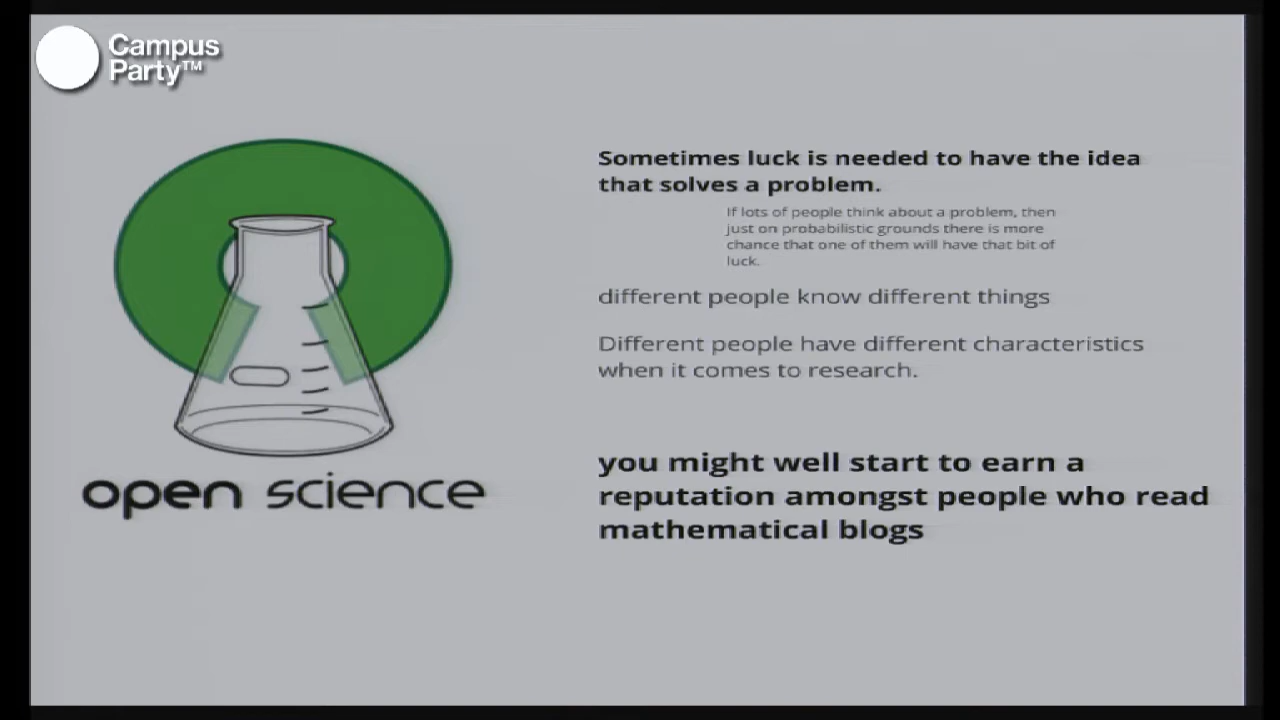 Campus
Party™
Sometimes luck is needed to have the idea
that solves a problem.
If lots of people think about a problem, then
just on probabilistic grounds there is more
chance that one of them will have that bit of
luck.
different people know different things
Different people have different characteristics
when it comes to research.
you might well start to earn a
reputation amongst people who read
mathematical blogs
open science